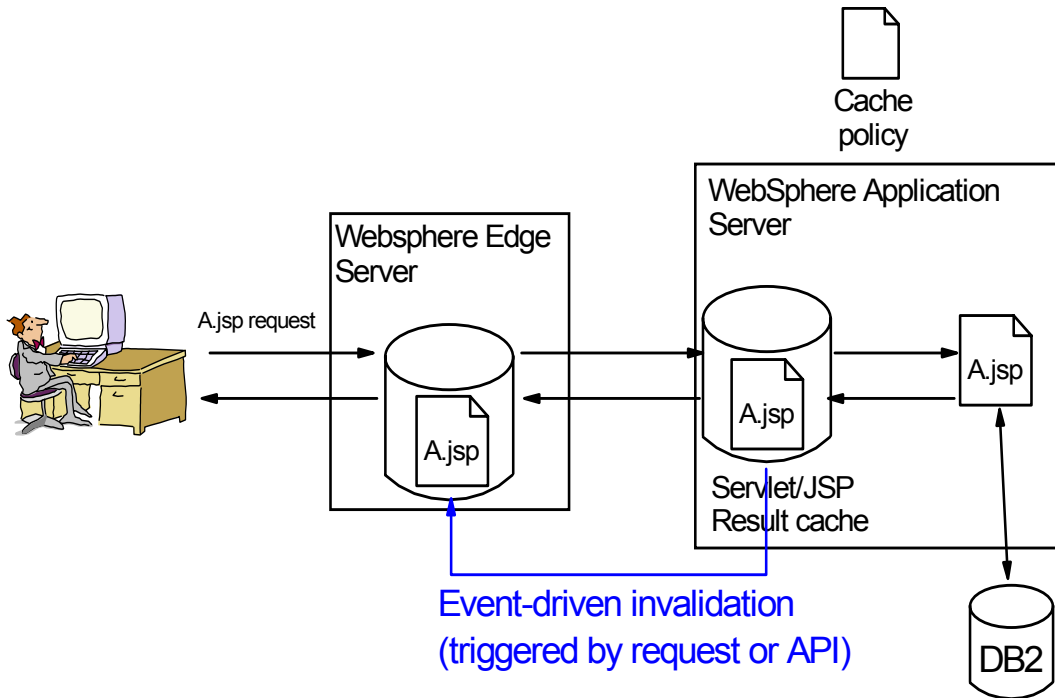 Cache
policy
WebSphere Application
Server
Websphere Edge
Server
A.jsp request
A.jsp
A.jsp
A.jsp
Servlet/JSP
Result cache
Event-driven invalidation
(triggered by request or API)
DB2